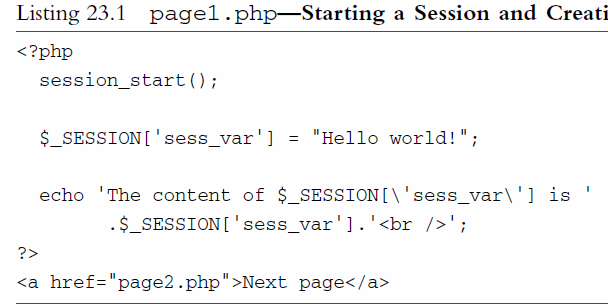 Listing 23.1 page1.php—Starting a Session and Creati
<?php
session_start();
$_SESSION['sess_var'] = "Hello world!";
echo 'The content of $_SESSION[\'sess_var\'] is '
.$_SESSION['sess_var'].'<br />';
?>
<a href="page2.php">Next page</a>